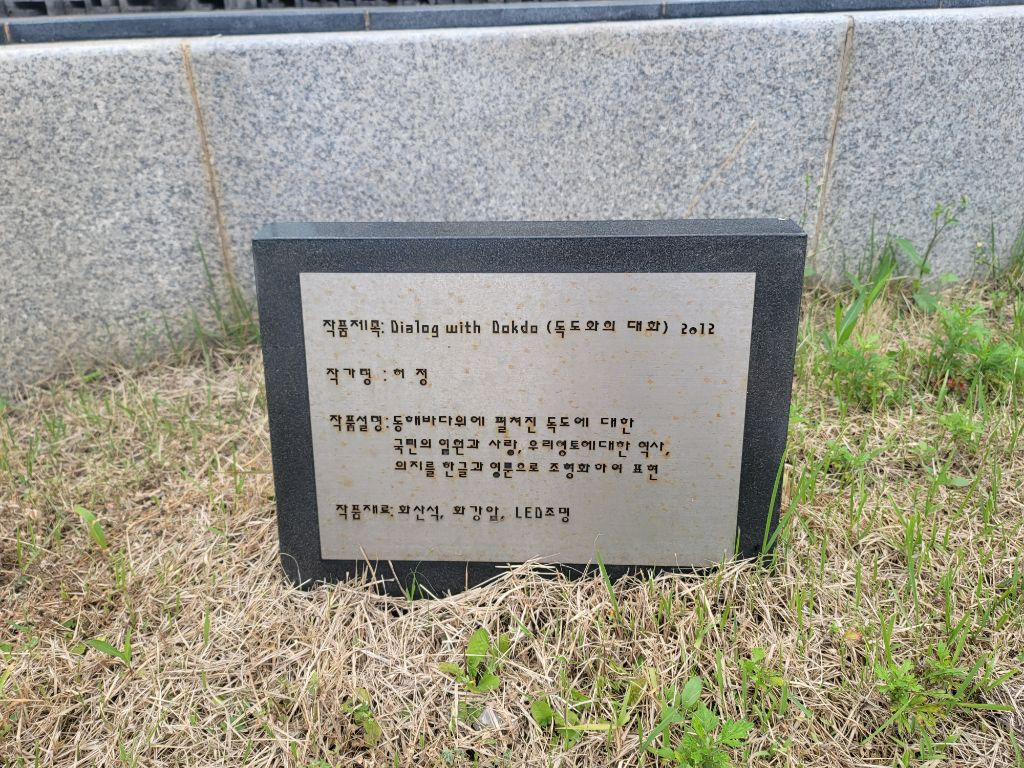 작품제목: Dialog with Dokdo (독도와의 대화) 2012
작가명 : 허 정
작품설명: 동해바다위에 펼쳐진 독도에 대한
국민의 일원과 사랑, 우리영토에대한 역사,
의지를 한글과 영문으로 조형화하여 표현
작품재료: 화산석, 화강암, LED조명